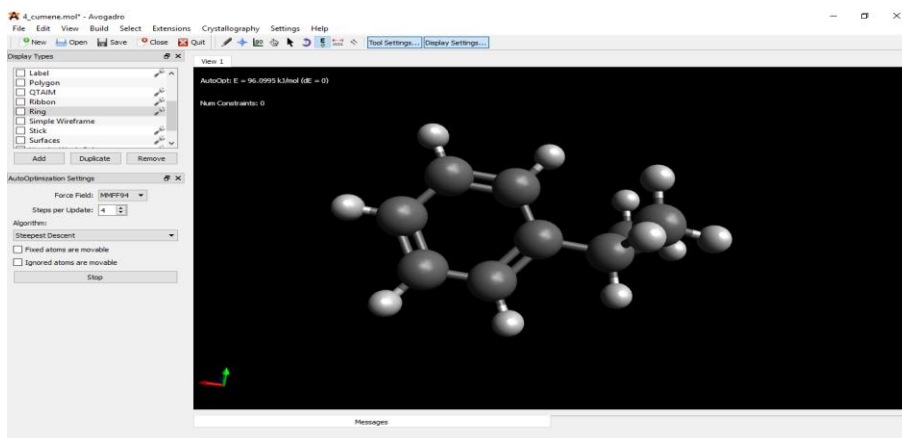 4_cumene.mol* - Avogadro
File Edit View Build Select Extensions Crystallography Settings Help
New Open Save Close Quit Tool Settings... Display Settings...
Display Types
Label
Polygon
QTAIM
Ribbon
Ring
Simple Wireframe
Stick
Surfaces
Add Duplicate Remove
AutoOptimization Settings
Force Field: MMFF94
Steps per Update: 4
Algorithm:
Steepest Descent
Fixed atoms are movable
Ignored atoms are movable
Stop
View 1
AutoOpt: E = 96.0995 kJ/mol (dE = 0)
Num Constraints: 0
Messages